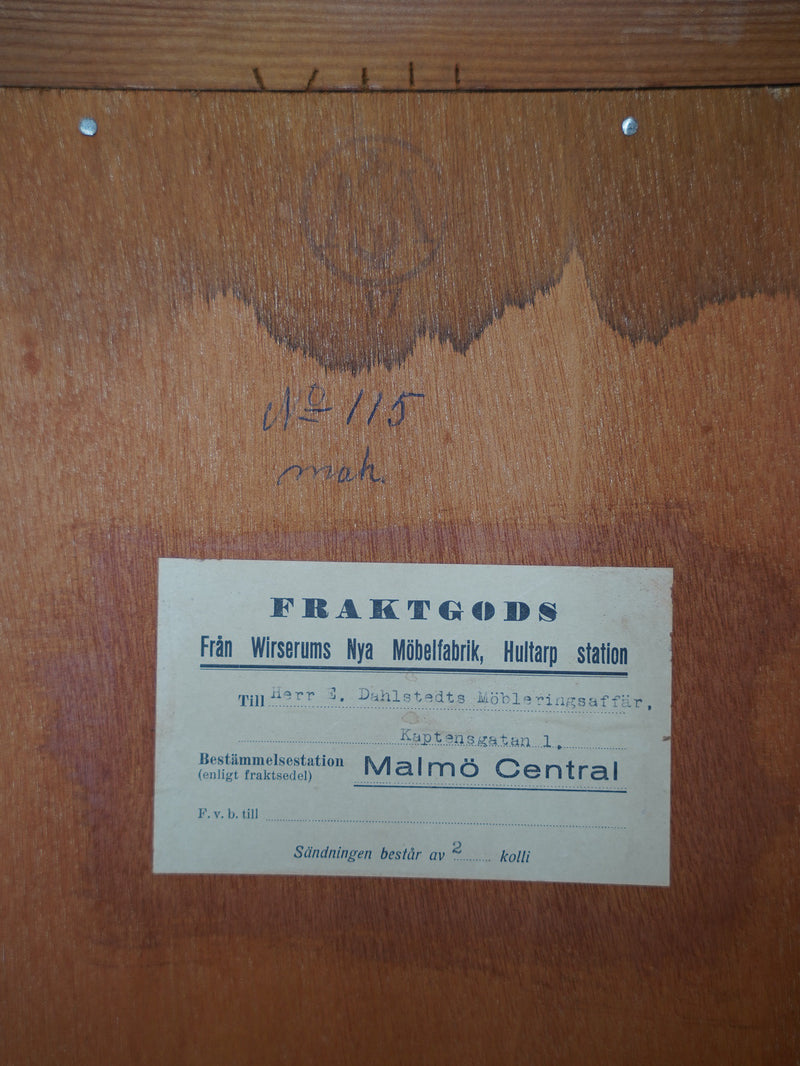 No 115
mah.
FRAKTGODS
Från Wirserums Nya Möbelfabrik, Hultarp station
Till Herr E. Dahlstedts Möbleringsaffär,
Kaptensgatan 1.
Bestämmelsestation Malmö Central
(enligt fraktsedel)
F. v. b. till
Sändningen består av 2 kolli